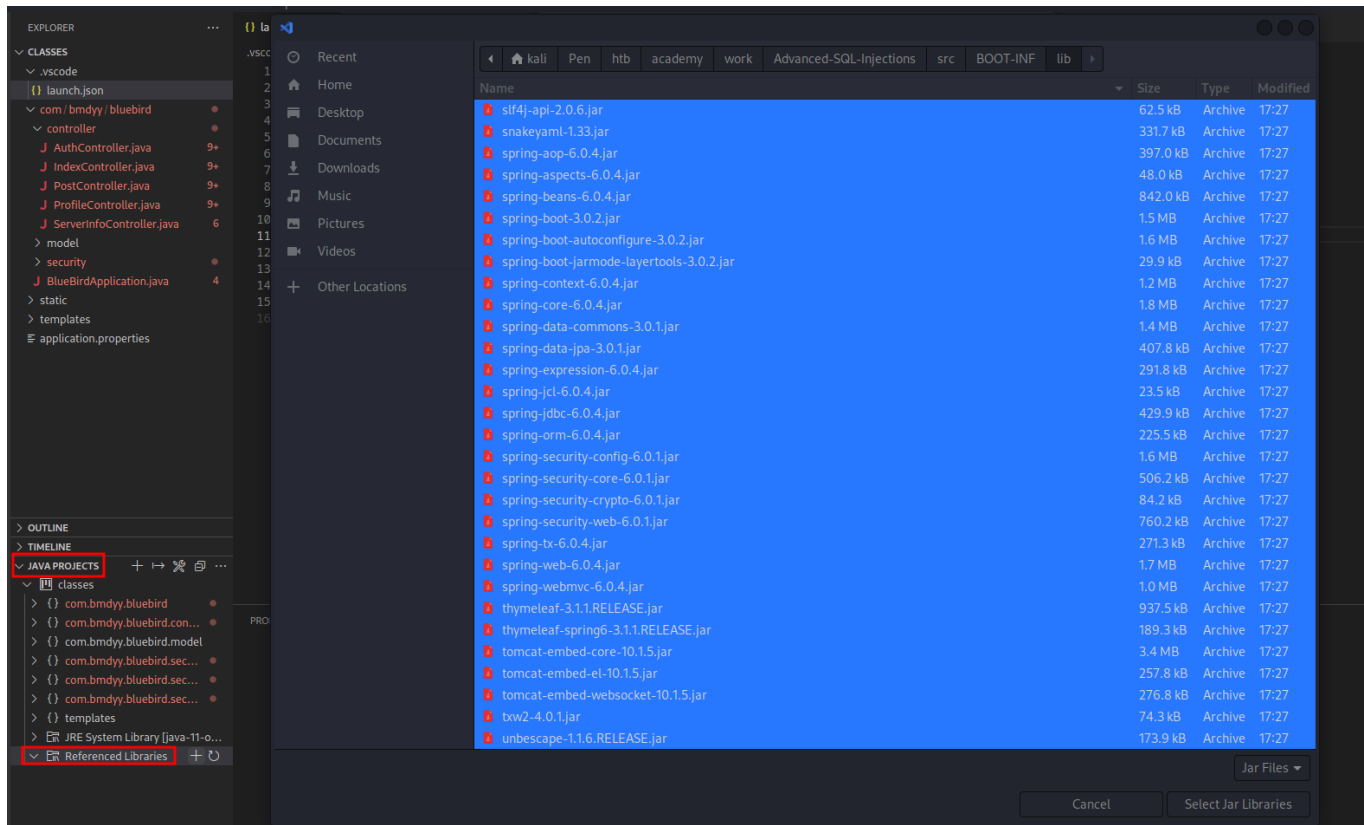 EXPLORER
CLASSES
.vscode
{} launch.json
com / bmdyy / bluebird
controller
J AuthController.java 9+
J IndexController.java 9+
J PostController.java 9+
J ProfileController.java 9+
J ServerInfoController.java 6
model
security
J BlueBirdApplication.java 4
static
templates
application.properties
OUTLINE
TIMELINE
JAVA PROJECTS
classes
{} com.bmdyy.bluebird
{} com.bmdyy.bluebird.con...
{} com.bmdyy.bluebird.model
{} com.bmdyy.bluebird.sec...
{} com.bmdyy.bluebird.sec...
{} com.bmdyy.bluebird.sec...
{} templates
JRE System Library [java-11-o...
Referenced Libraries
{} la
.vscc
1
2
3
4
5
6
7
8
9
10
11
12
13
14
15
16
PRO
Recent
Home
Desktop
Documents
Downloads
Music
Pictures
Videos
Other Locations
kali Pen htb academy work Advanced-SQL-Injections src BOOT-INF lib
Name Size Type Modified
slf4j-api-2.0.6.jar 62.5 kB Archive 17:27
snakeyaml-1.33.jar 331.7 kB Archive 17:27
spring-aop-6.0.4.jar 397.0 kB Archive 17:27
spring-aspects-6.0.4.jar 48.0 kB Archive 17:27
spring-beans-6.0.4.jar 842.0 kB Archive 17:27
spring-boot-3.0.2.jar 1.5 MB Archive 17:27
spring-boot-autoconfigure-3.0.2.jar 1.6 MB Archive 17:27
spring-boot-jarmode-layertools-3.0.2.jar 29.9 kB Archive 17:27
spring-context-6.0.4.jar 1.2 MB Archive 17:27
spring-core-6.0.4.jar 1.8 MB Archive 17:27
spring-data-commons-3.0.1.jar 1.4 MB Archive 17:27
spring-data-jpa-3.0.1.jar 407.8 kB Archive 17:27
spring-expression-6.0.4.jar 291.8 kB Archive 17:27
spring-jcl-6.0.4.jar 23.5 kB Archive 17:27
spring-jdbc-6.0.4.jar 429.9 kB Archive 17:27
spring-orm-6.0.4.jar 225.5 kB Archive 17:27
spring-security-config-6.0.1.jar 1.6 MB Archive 17:27
spring-security-core-6.0.1.jar 506.2 kB Archive 17:27
spring-security-crypto-6.0.1.jar 84.2 kB Archive 17:27
spring-security-web-6.0.1.jar 760.2 kB Archive 17:27
spring-tx-6.0.4.jar 271.3 kB Archive 17:27
spring-web-6.0.4.jar 1.7 MB Archive 17:27
spring-webmvc-6.0.4.jar 1.0 MB Archive 17:27
thymeleaf-3.1.1.RELEASE.jar 937.5 kB Archive 17:27
thymeleaf-spring6-3.1.1.RELEASE.jar 189.3 kB Archive 17:27
tomcat-embed-core-10.1.5.jar 3.4 MB Archive 17:27
tomcat-embed-el-10.1.5.jar 257.8 kB Archive 17:27
tomcat-embed-websocket-10.1.5.jar 276.8 kB Archive 17:27
txw2-4.0.1.jar 74.3 kB Archive 17:27
unbescape-1.1.6.RELEASE.jar 173.9 kB Archive 17:27
Jar Files
Cancel Select Jar Libraries